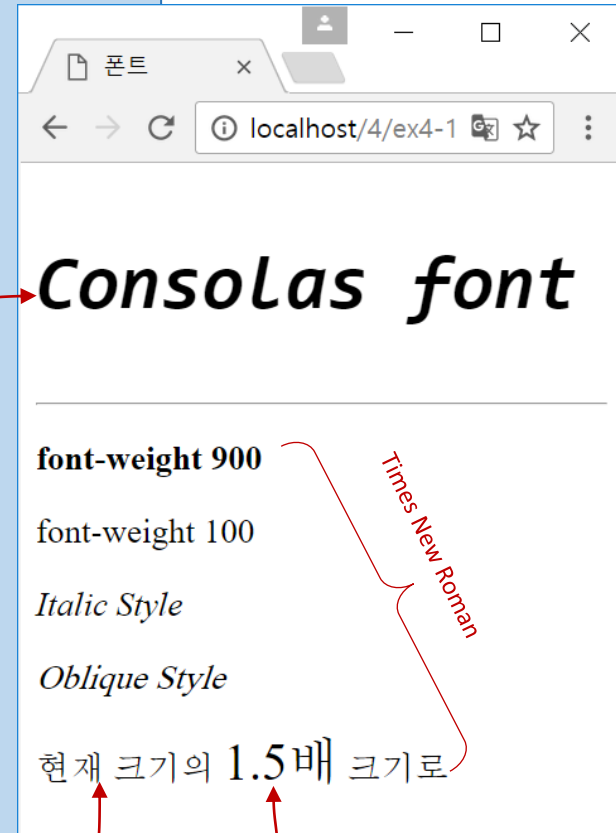 폰트
localhost/4/ex4-1
Consolas font
font-weight 900
font-weight 100
Italic Style
Oblique Style
현재 크기의 1.5배 크기로
Times New Roman